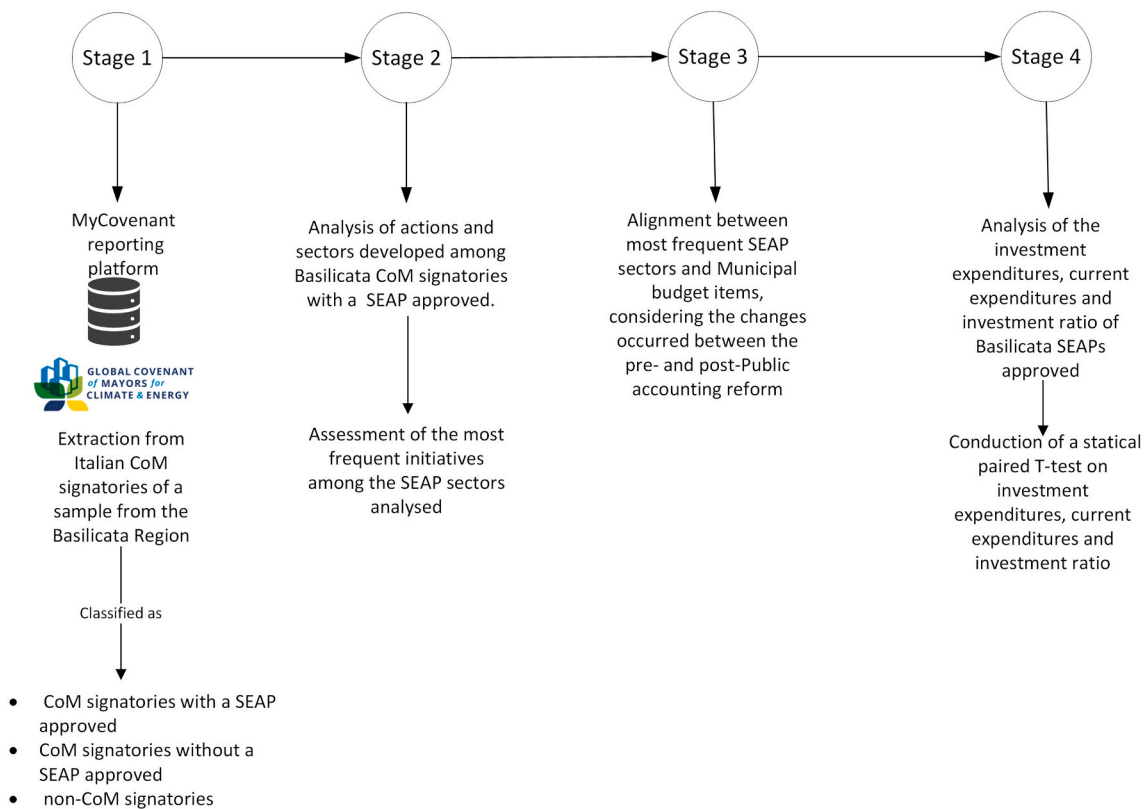 Stage 1
Stage 2
Stage 3
Stage 4
MyCovenant
reporting
platform
GLOBAL COVENANT
of MAYORS for
CLIMATE & ENERGY
Extraction from
Italian CoM
signatories of a
sample from the
Basilicata Region
Classified as
• CoM signatories with a SEAP
approved
• CoM signatories without a
SEAP approved
• non-CoM signatories
Analysis of actions and
sectors developed among
Basilicata CoM signatories
with a SEAP approved.
Assessment of the most
frequent initiatives
among the SEAP sectors
analysed
Alignment between
most frequent SEAP
sectors and Municipal
budget items,
considering the changes
occurred between the
pre- and post-Public
accounting reform
Analysis of the
investment
expenditures, current
expenditures and
investment ratio of
Basilicata SEAPs
approved
Conduction of a statical
paired T-test on
investment
expenditures, current
expenditures and
investment ratio